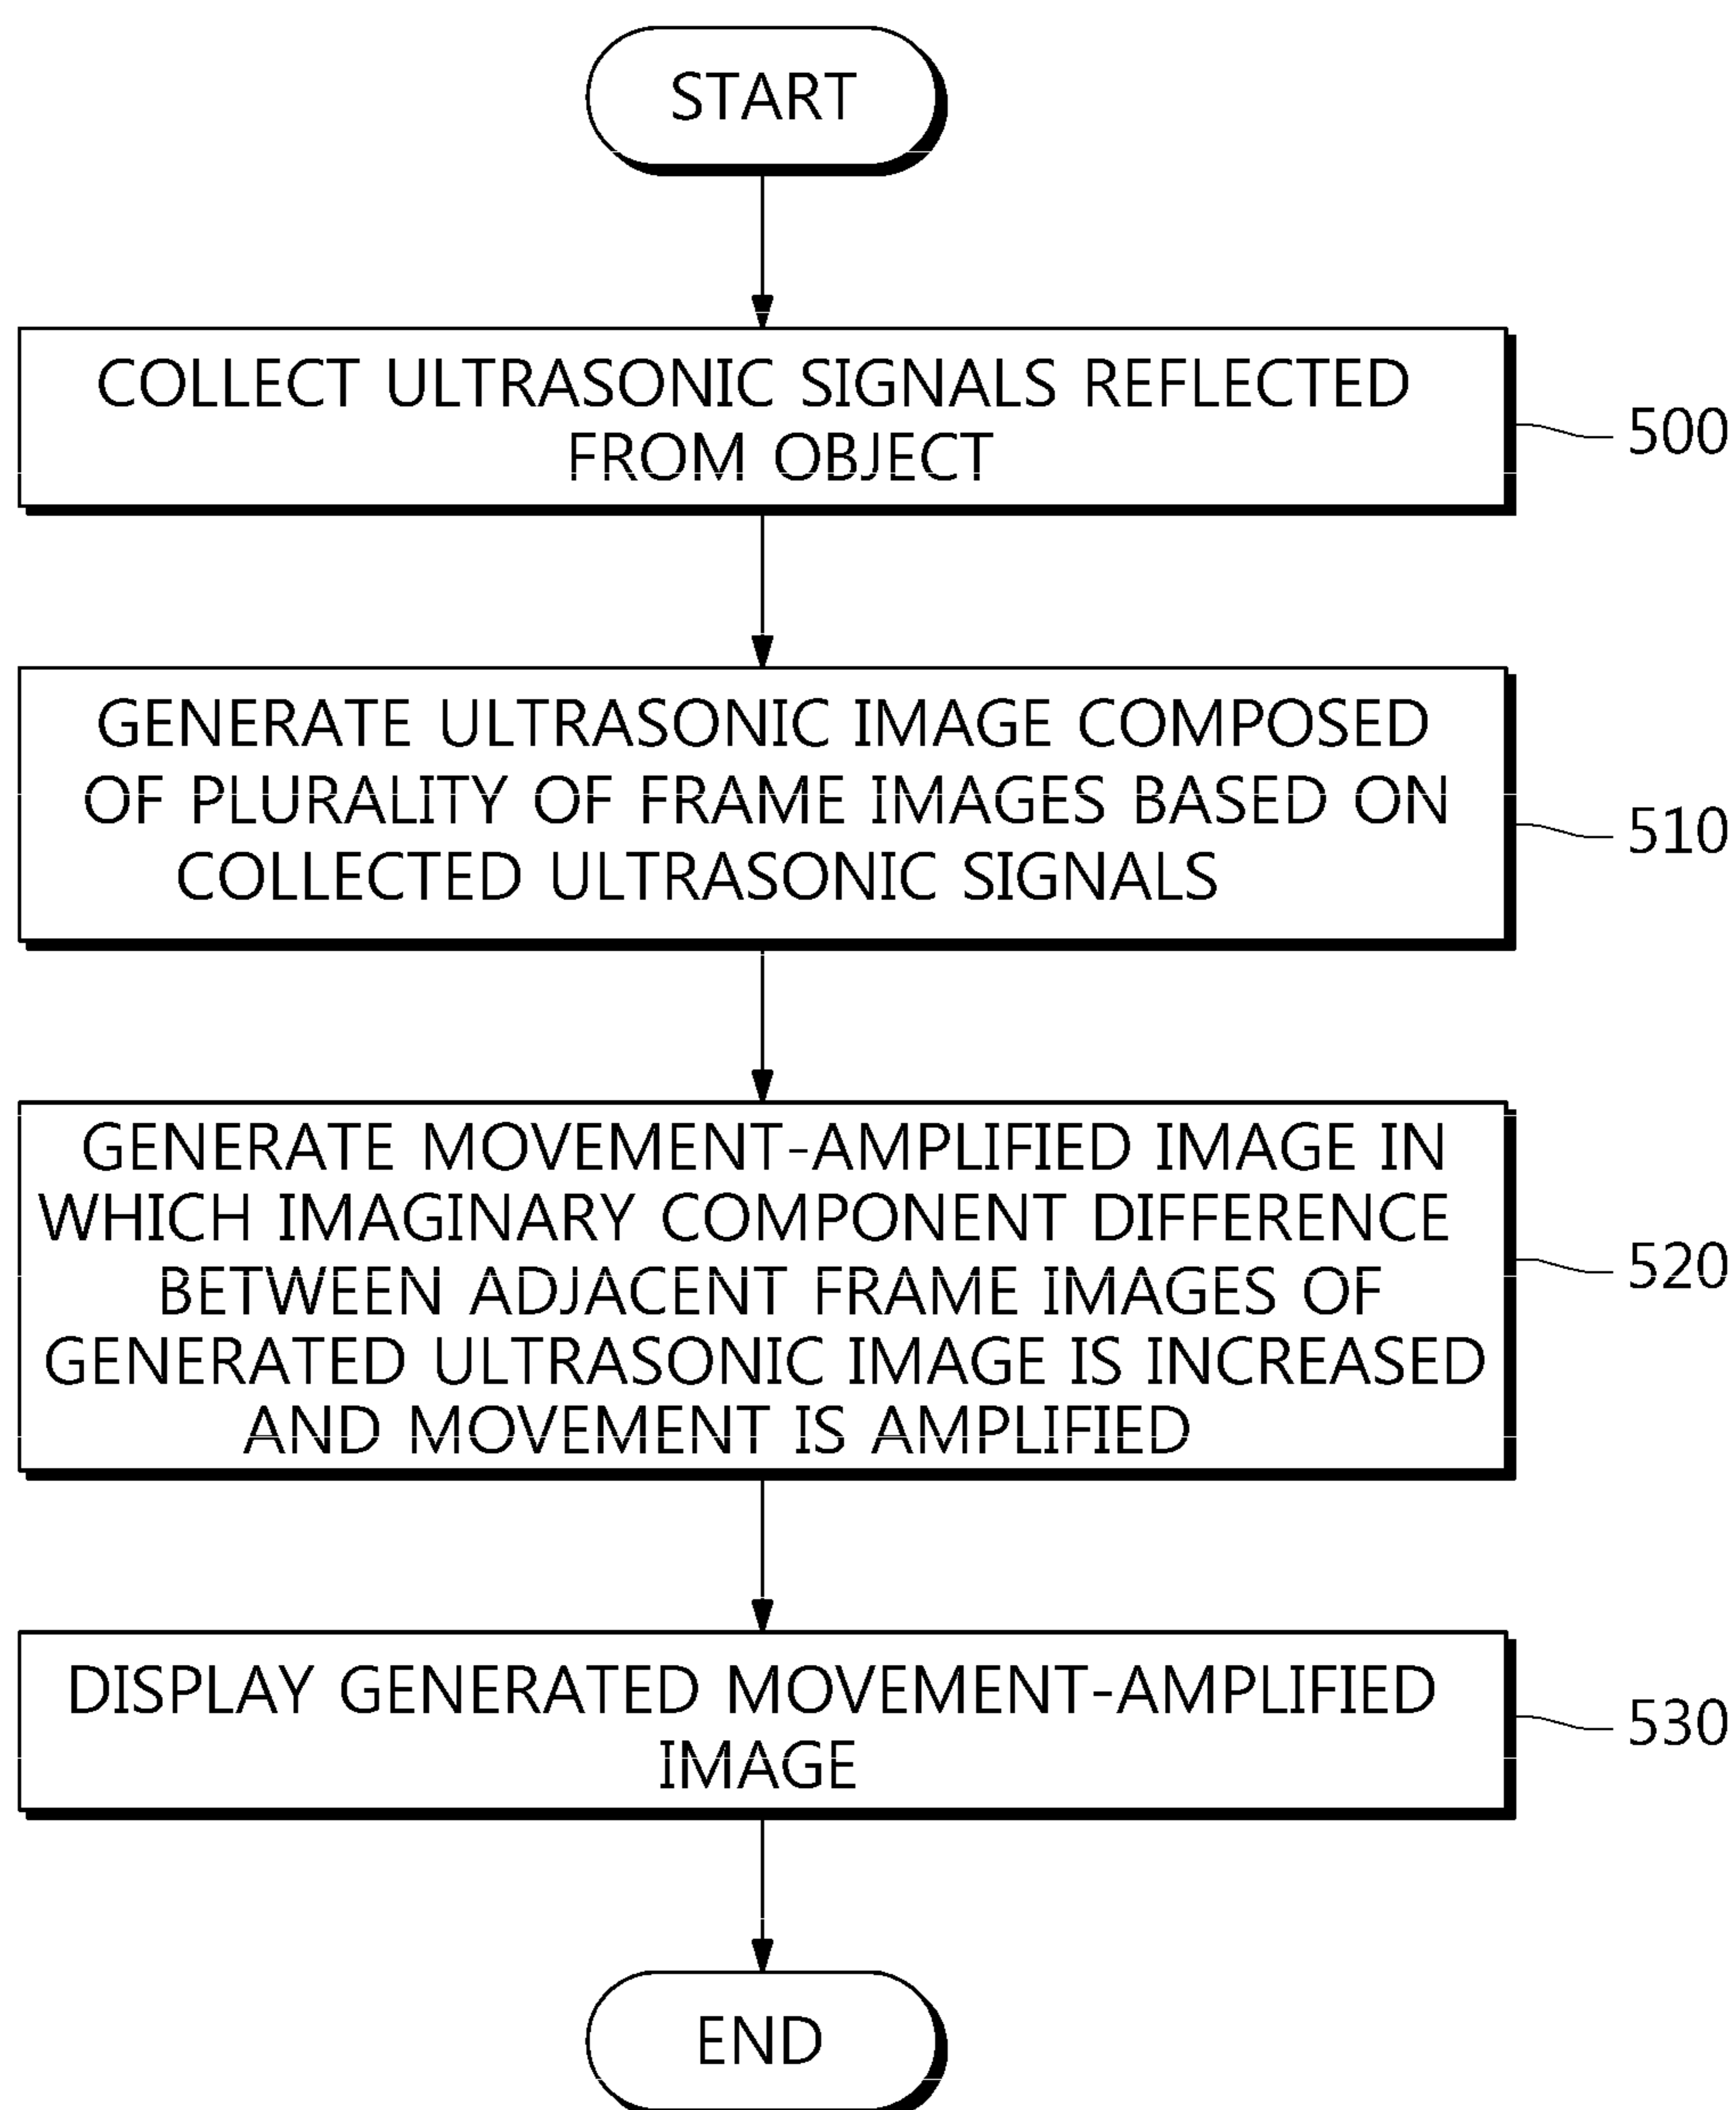 START
COLLECT ULTRASONIC SIGNALS REFLECTED
FROM OBJECT
500
GENERATE ULTRASONIC IMAGE COMPOSED
OF PLURALITY OF FRAME IMAGES BASED ON
COLLECTED ULTRASONIC SIGNALS
510
GENERATE MOVEMENT-AMPLIFIED IMAGE IN
WHICH IMAGINARY COMPONENT DIFFERENCE
BETWEEN ADJACENT FRAME IMAGES OF
GENERATED ULTRASONIC IMAGE IS INCREASED
AND MOVEMENT IS AMPLIFIED
520
DISPLAY GENERATED MOVEMENT-AMPLIFIED
IMAGE
530
END